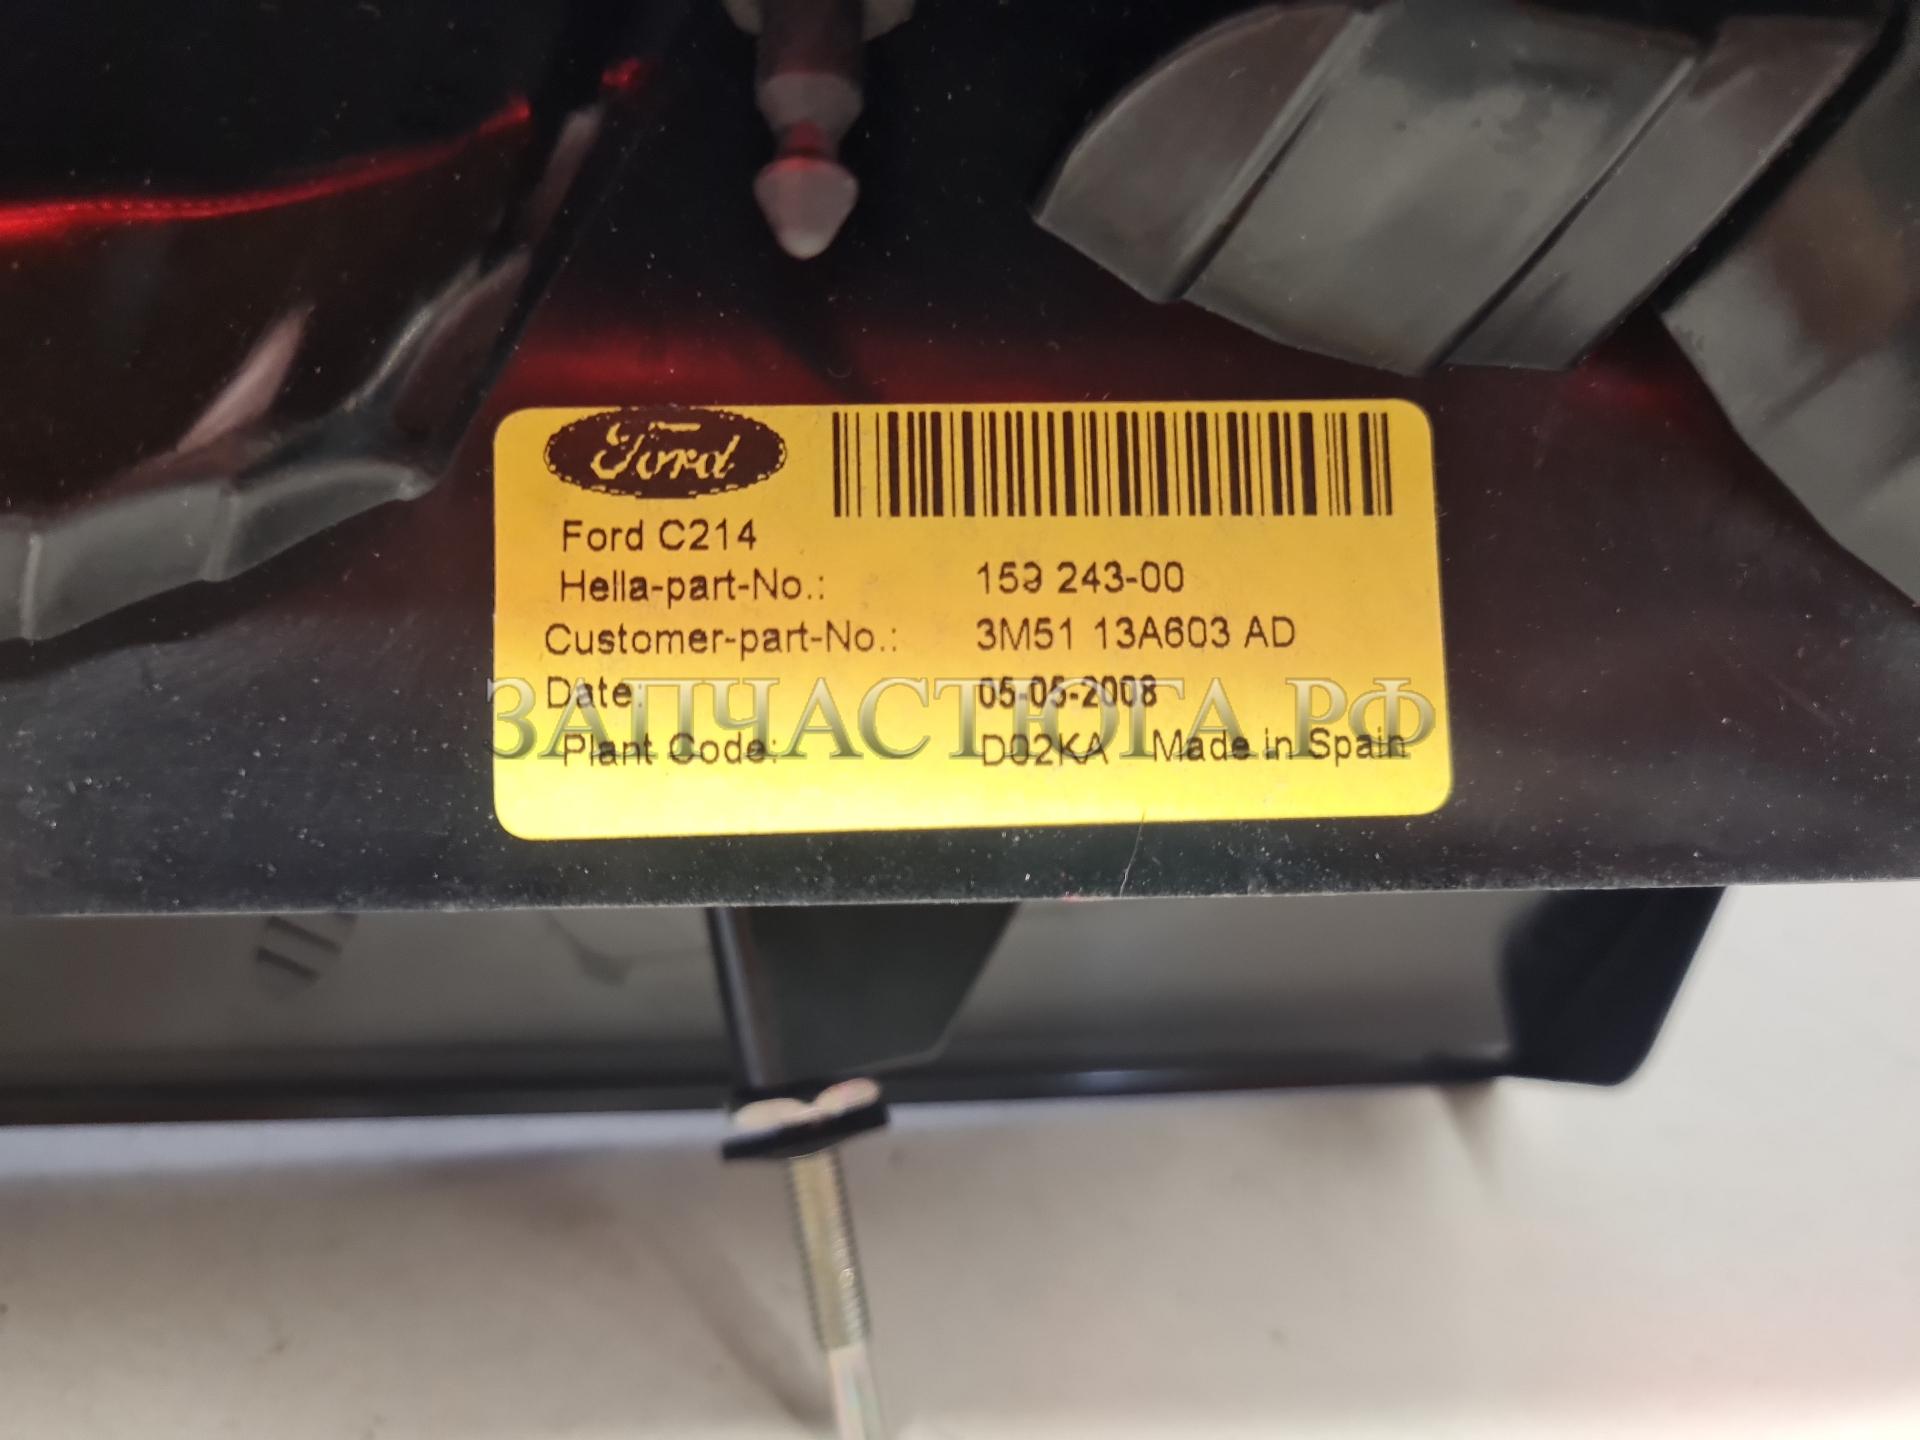 Ford
Ford C214
Hella-part-No.: 159 243-00
Customer-part-No.: 3M51 13A603 AD
Date: 05-05-2008
Plant Code: D02KA Made in Spain
ЗАПЧАСТЮГА.РФ